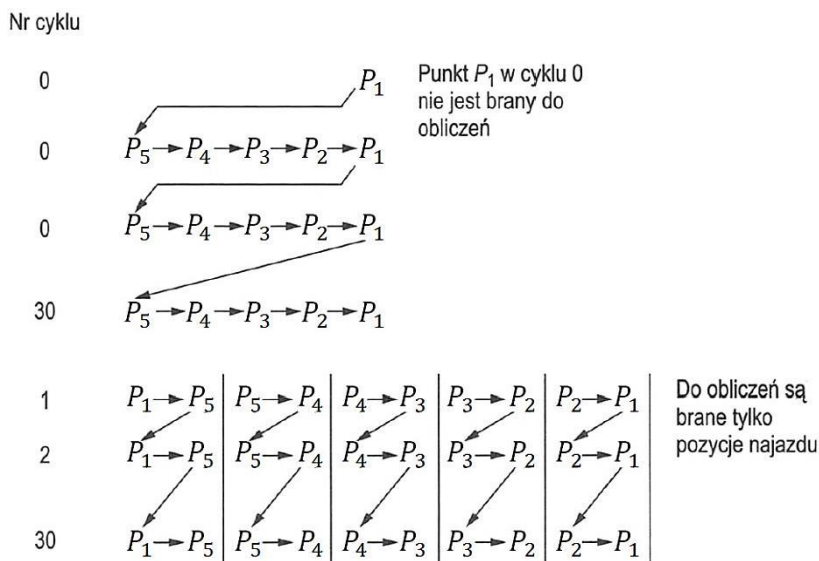 Nr cyklu
0 P₁ Punkt P₁ w cyklu 0
nie jest brany do
obliczeń
0 P₅ → P₄ → P₃ → P₂ → P₁
0 P₅ → P₄ → P₃ → P₂ → P₁
30 P₅ → P₄ → P₃ → P₂ → P₁
1 P₁ → P₅ P₅ → P₄ P₄ → P₃ P₃ → P₂ P₂ → P₁ Do obliczeń są
brane tylko
2 P₁ → P₅ P₅ → P₄ P₄ → P₃ P₃ → P₂ P₂ → P₁ pozycje najazdu
30 P₁ → P₅ P₅ → P₄ P₄ → P₃ P₃ → P₂ P₂ → P₁